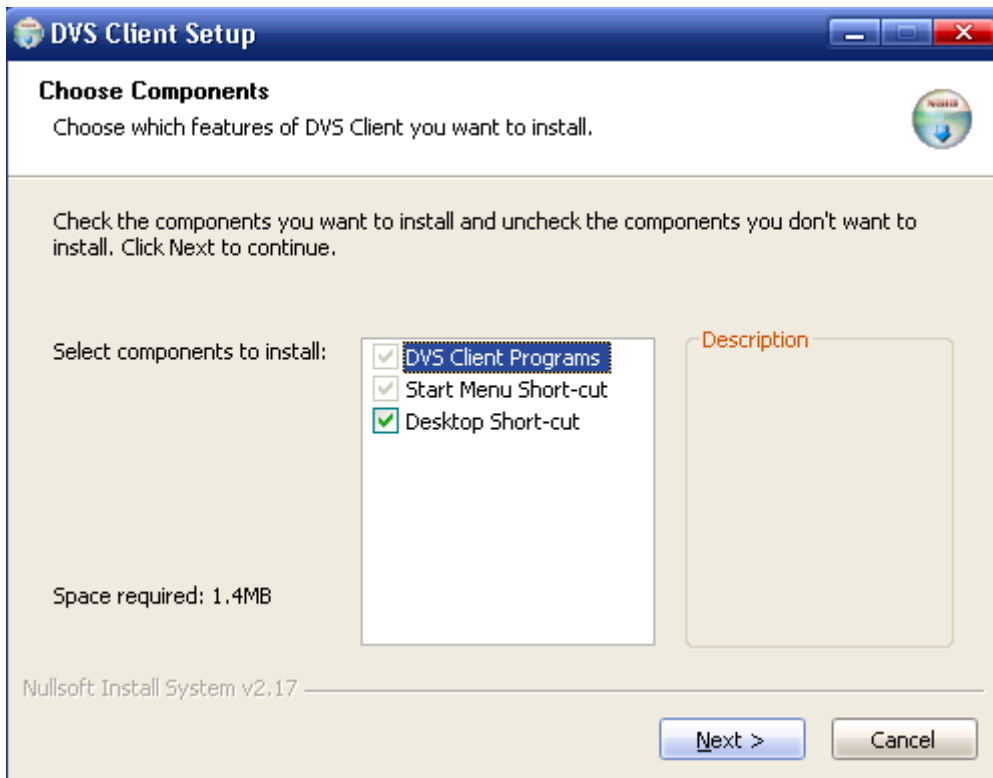 DVS Client Setup
Choose Components
Choose which features of DVS Client you want to install.
Check the components you want to install and uncheck the components you don't want to
install. Click Next to continue.
Select components to install:
DVS Client Programs
Start Menu Short-cut
Desktop Short-cut
Description
Space required: 1.4MB
Nullsoft Install System v2.17
Next >
Cancel